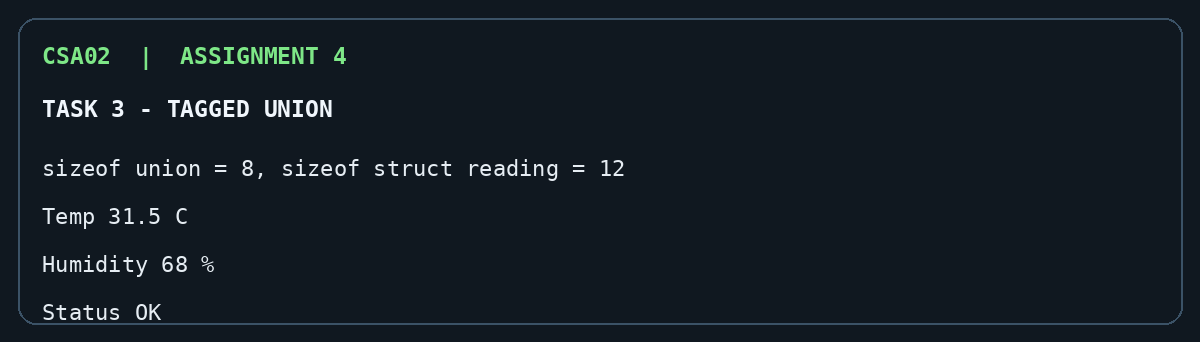 CSA02 | ASSIGNMENT 4
TASK 3 - TAGGED UNION
sizeof union = 8, sizeof struct reading = 12
Temp 31.5 C
Humidity 68 %
Status OK